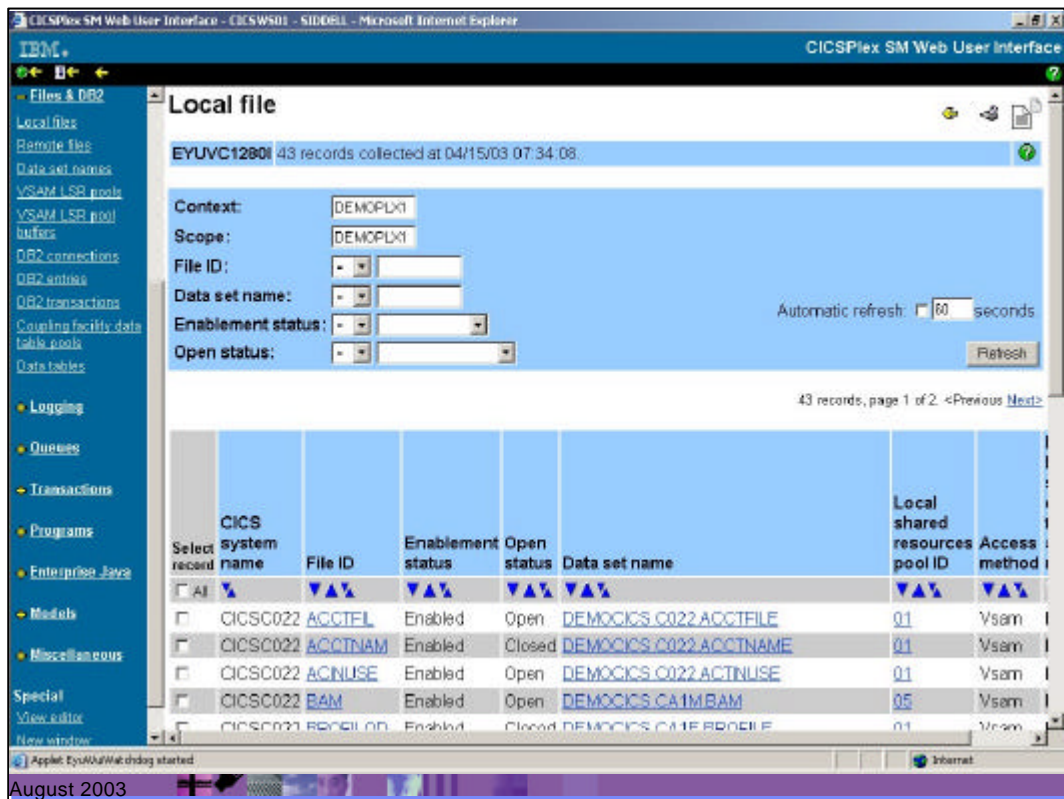 CICSPlex SM Web User Interface - CICSWS01 - SIDDELL - Microsoft Internet Explorer
IBM.
CICSPlex SM Web User Interface
Files & DB2
Local files
Remote files
Data set names
VSAM LSR pools
VSAM LSR pool
buffers
DB2 connections
DB2 entries
DB2 transactions
Coupling facility data
table pools
Data tables
Logging
Queues
Transactions
Programs
Enterprise Java
Models
Miscellaneous
Special
View editor
New window
Local file
EYUVC1280I 43 records collected at 04/15/03 07:34:08.
Context: DEMOPLX1
Scope: DEMOPLX1
File ID: =
Data set name: =
Enablement status: =
Open status: =
Automatic refresh: 60 seconds
Refresh
43 records, page 1 of 2. <Previous Next>
Select record
CICS system name
File ID
Enablement status
Open status
Data set name
Local shared resources pool ID
Access method
All
CICSC022 ACCTFIL Enabled Open DEMOCICS.C022.ACCTFILE 01 Vsam
CICSC022 ACCTNAM Enabled Closed DEMOCICS.C022.ACCTNAME 01 Vsam
CICSC022 ACINUSE Enabled Open DEMOCICS.C022.ACTINUSE 01 Vsam
CICSC022 BAM Enabled Open DEMOCICS.CA1M.BAM 05 Vsam
CICSC022 Enabled Closed 01 Vsam
Applet EyuWuiWatchdog started
Internet
August 2003